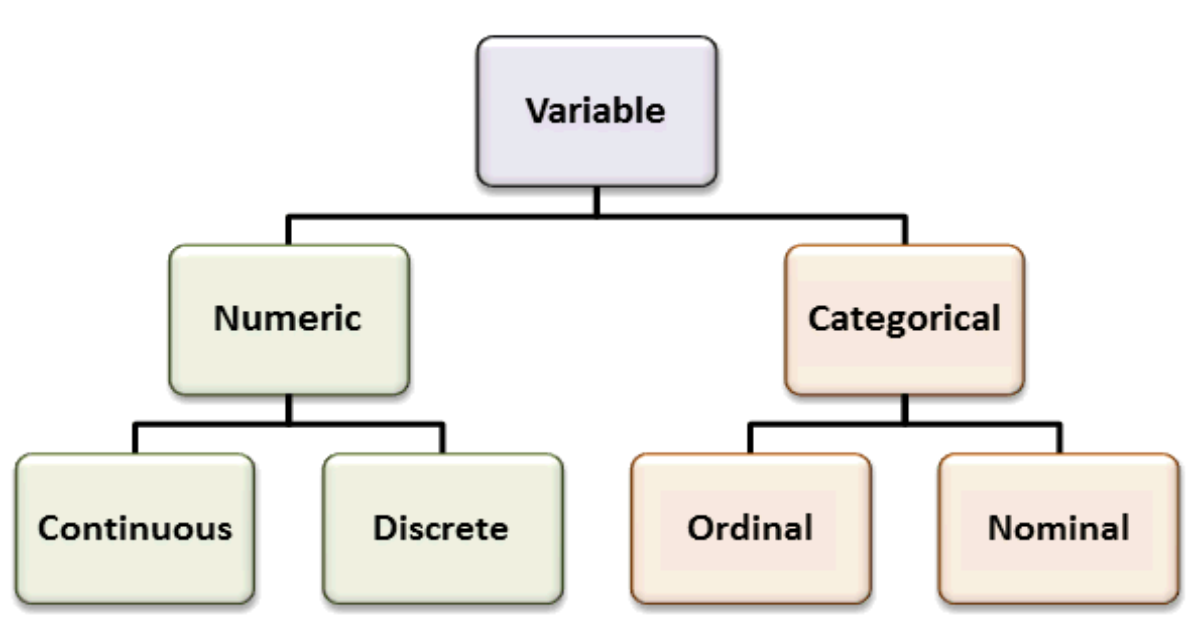 Variable
Numeric
Categorical
Continuous
Discrete
Ordinal
Nominal